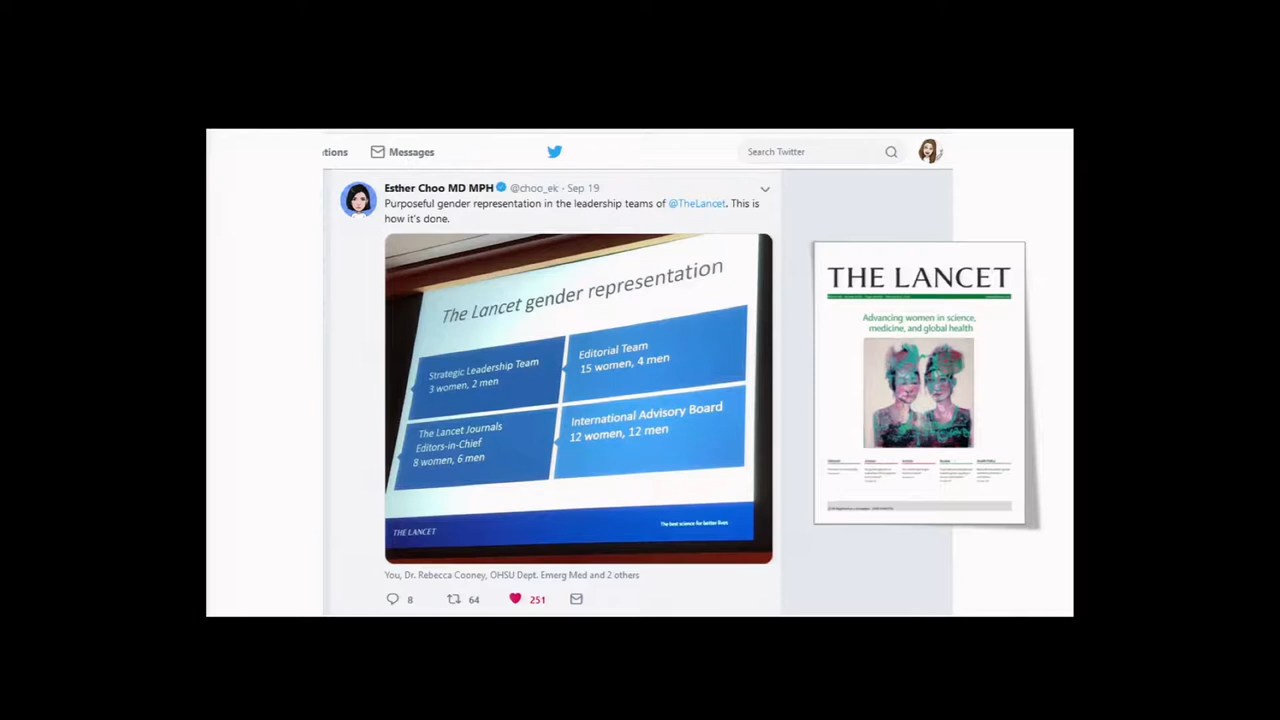 tions
Messages
Search Twitter
Esther Choo MD MPH @choo_ek · Sep 19
Purposeful gender representation in the leadership teams of @TheLancet. This is
how it's done.
The Lancet gender representation
Strategic Leadership Team
3 women, 2 men
Editorial Team
15 women, 4 men
The Lancet Journals
Editors-in-Chief
8 women, 6 men
International Advisory Board
12 women, 12 men
THE LANCET
The best science for better lives
You, Dr. Rebecca Cooney, OHSU Dept. Emerg Med and 2 others
8
64
251
THE LANCET
Advancing women in science,
medicine, and global health